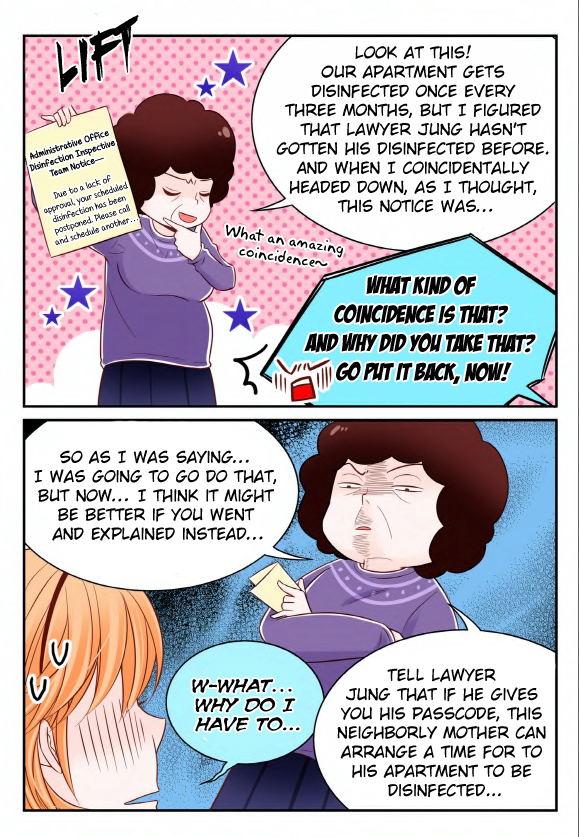 LIFT
LOOK AT THIS!
OUR APARTMENT GETS
DISINFECTED ONCE EVERY
THREE MONTHS, BUT I FIGURED
THAT LAWYER JUNG HASN'T
GOTTEN HIS DISINFECTED BEFORE.
AND WHEN I COINCIDENTALLY
HEADED DOWN, AS I THOUGHT,
THIS NOTICE WAS...
Administrative Office
Disinfection Inspective
Team Notice—
Due to a lack of
approval, your scheduled
disinfection has been
postponed. Please call
and schedule another...
What an amazing
coincidence~
WHAT KIND OF
COINCIDENCE IS THAT?
AND WHY DID YOU TAKE THAT?
GO PUT IT BACK, NOW!
SO AS I WAS SAYING...
I WAS GOING TO GO DO THAT,
BUT NOW... I THINK IT MIGHT
BE BETTER IF YOU WENT
AND EXPLAINED INSTEAD...
W-WHAT...
WHY DO I
HAVE TO...
TELL LAWYER
JUNG THAT IF HE GIVES
YOU HIS PASSCODE, THIS
NEIGHBORLY MOTHER CAN
ARRANGE A TIME FOR TO
HIS APARTMENT TO BE
DISINFECTED...